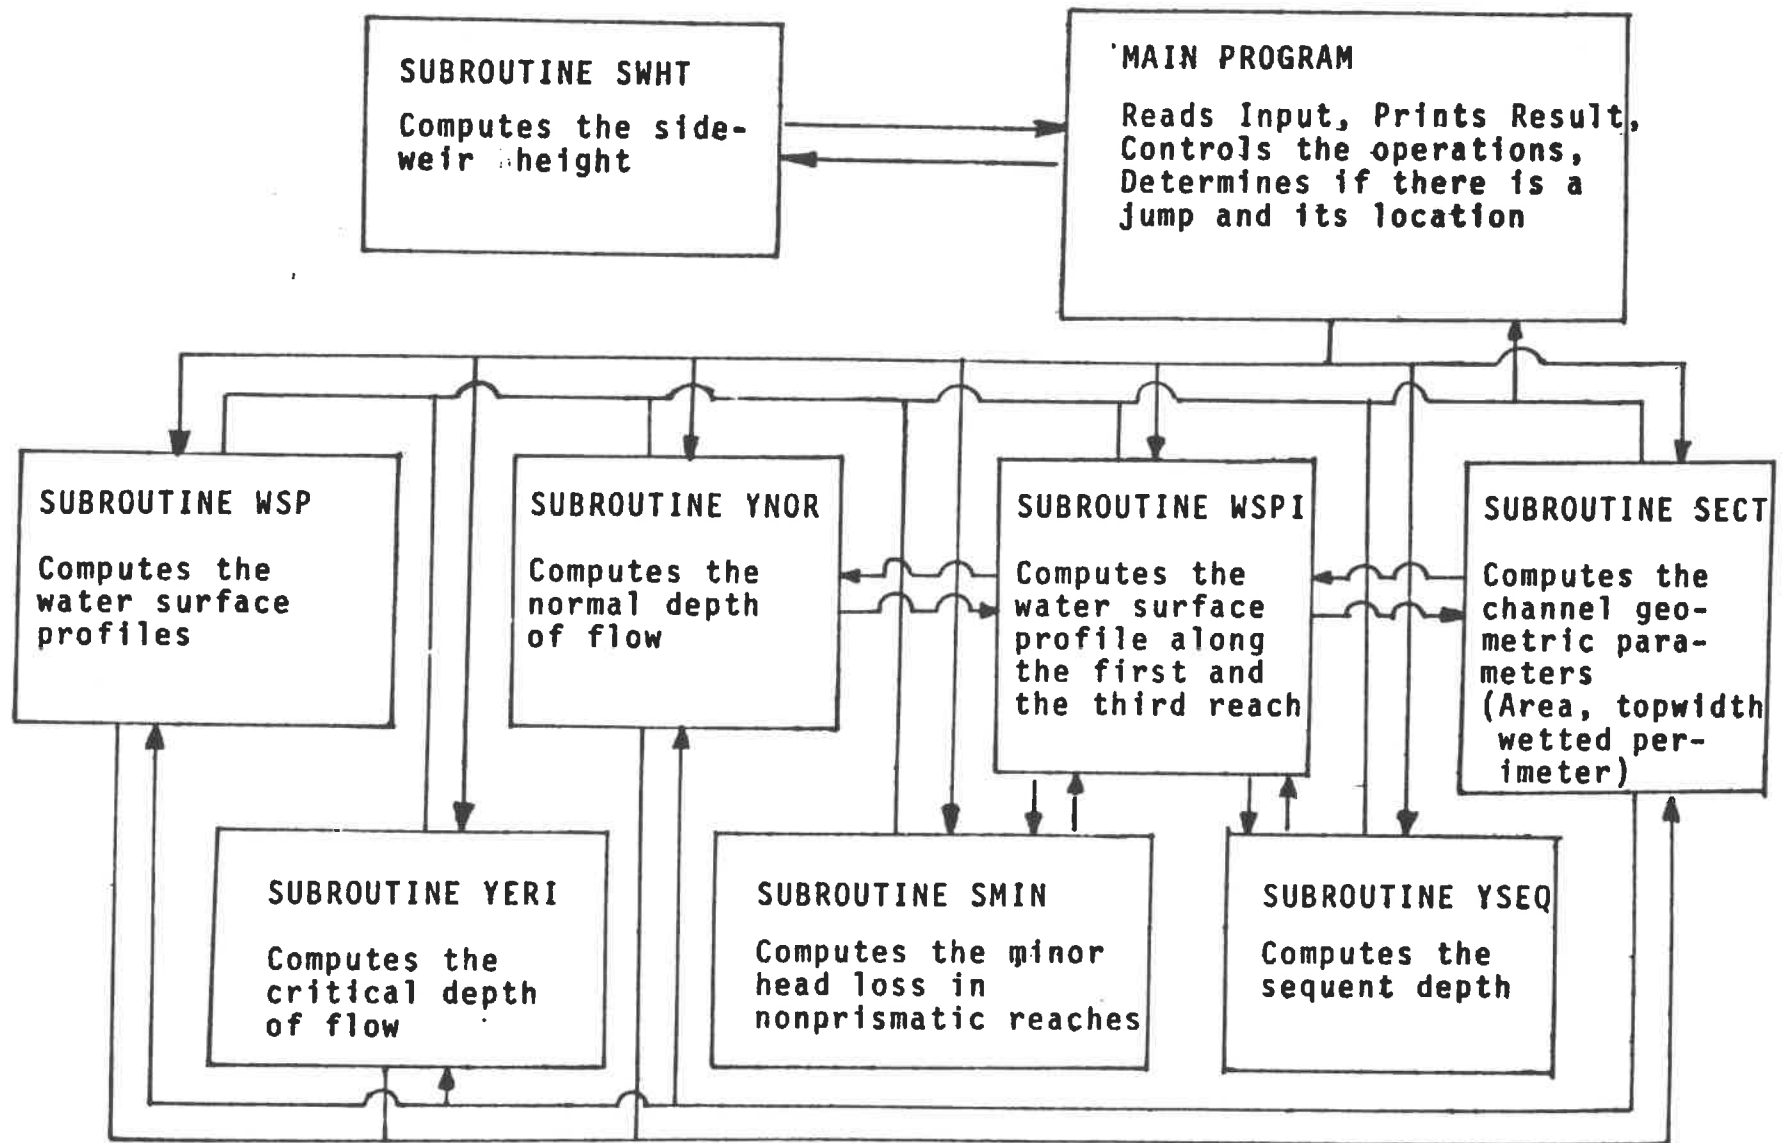 SUBROUTINE SWHT
Computes the side-
weir height
MAIN PROGRAM
Reads Input, Prints Result,
Controls the operations,
Determines if there is a
jump and its location
SUBROUTINE WSP
Computes the
water surface
profiles
SUBROUTINE YNOR
Computes the
normal depth
of flow
SUBROUTINE WSPI
Computes the
water surface
profile along
the first and
the third reach
SUBROUTINE SECT
Computes the
channel geo-
metric para-
meters
(Area, topwidth
wetted per-
imeter)
SUBROUTINE YERI
Computes the
critical depth
of flow
SUBROUTINE SMIN
Computes the minor
head loss in
nonprismatic reaches
SUBROUTINE YSEQ
Computes the
sequent depth